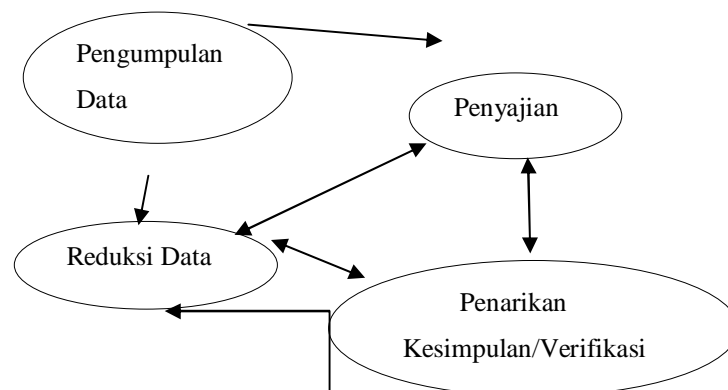 Pengumpulan
Data
Penyajian
Reduksi Data
Penarikan
Kesimpulan/Verifikasi